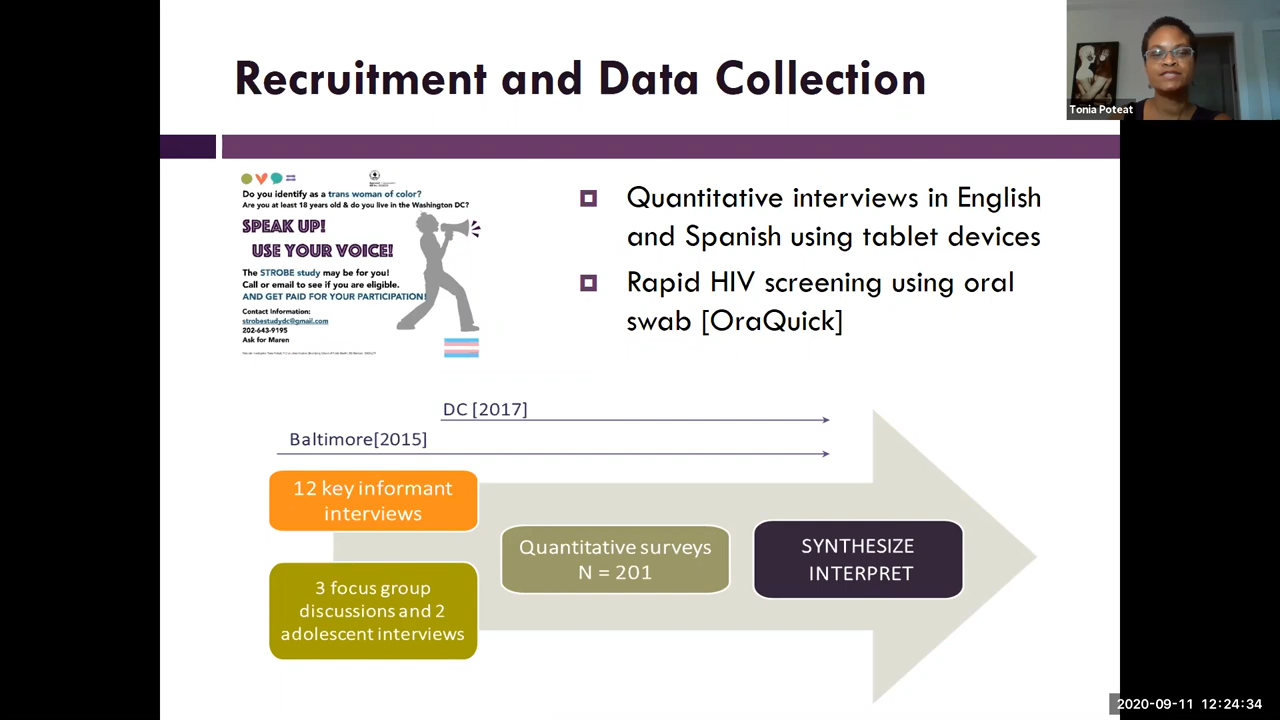 Recruitment and Data Collection
Tonia Poteat
Do you identify as a trans woman of color?
Are you at least 18 years old & do you live in the Washington DC?
SPEAK UP!
USE YOUR VOICE!
The STROBE study may be for you!
Call or email to see if you are eligible.
AND GET PAID FOR YOUR PARTICIPATION!
Contact Information:
strobestudydc@gmail.com
202-643-9195
Ask for Maren
Quantitative interviews in English
and Spanish using tablet devices
Rapid HIV screening using oral
swab [OraQuick]
DC [2017]
Baltimore[2015]
12 key informant
interviews
3 focus group
discussions and 2
adolescent interviews
Quantitative surveys
N = 201
SYNTHESIZE
INTERPRET
2020-09-11 12:24:34